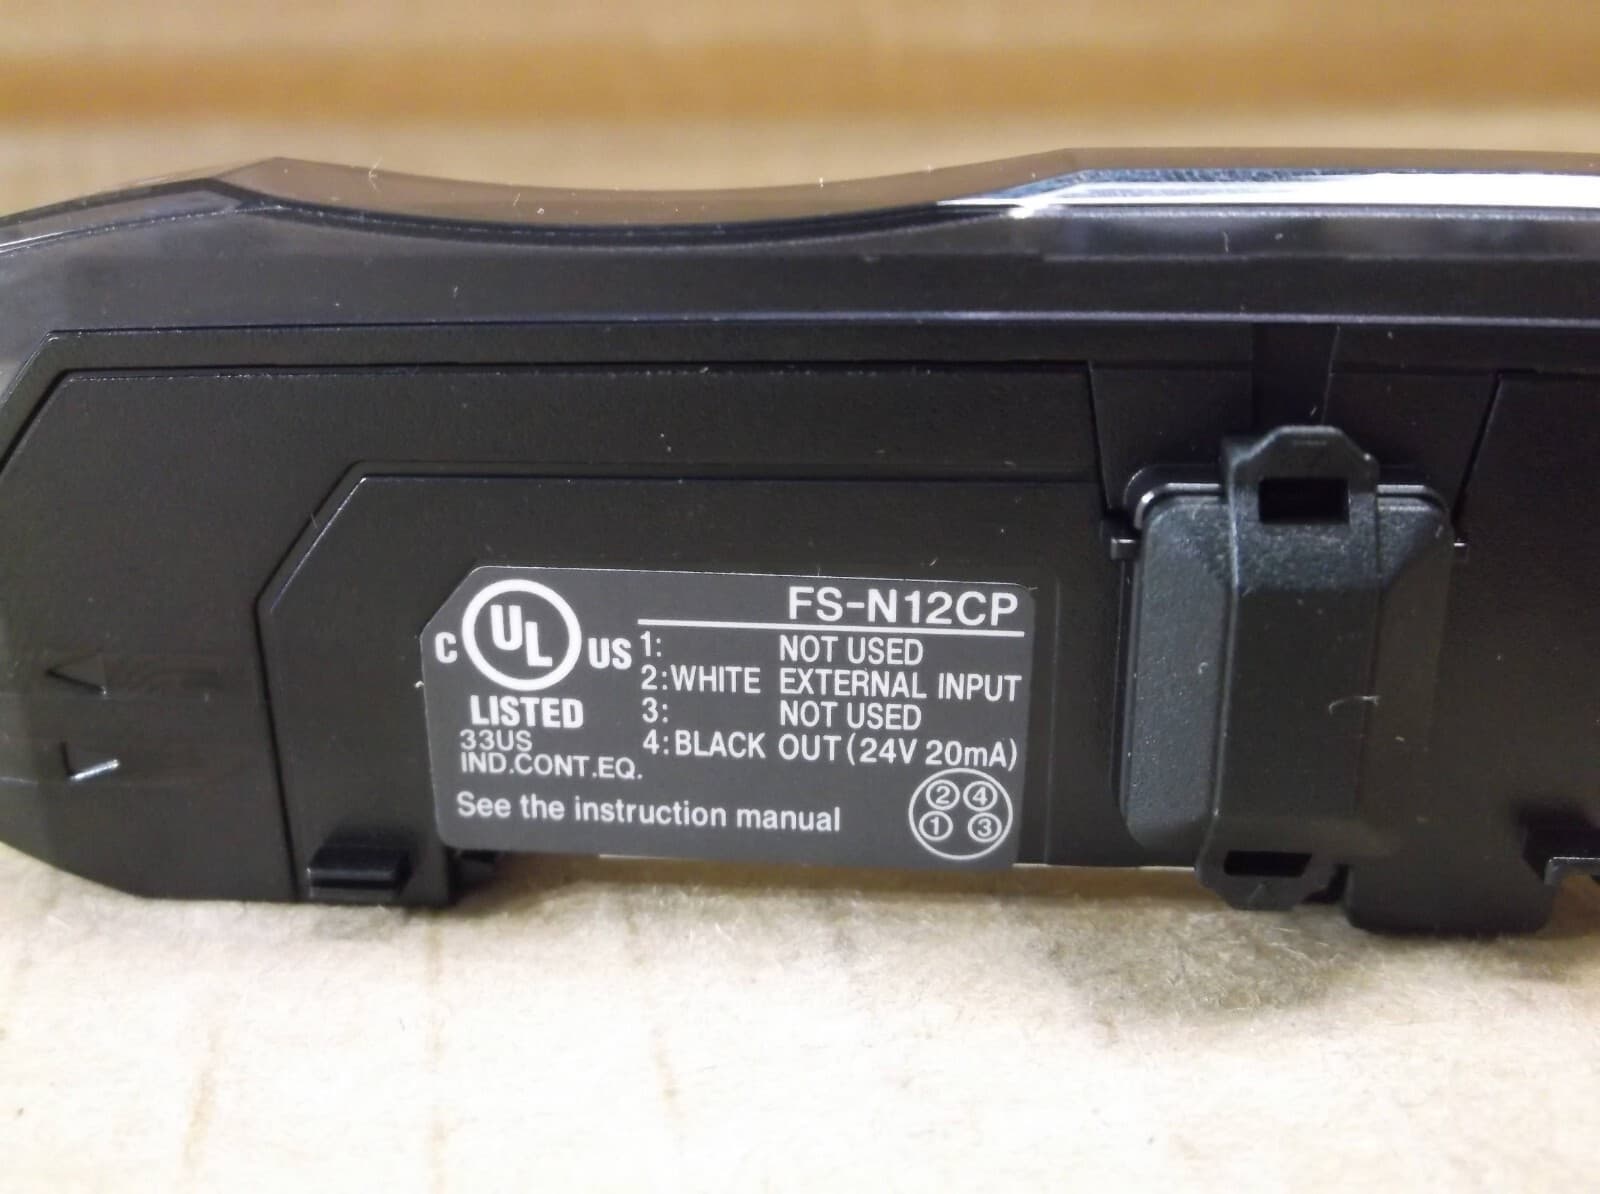 FS-N12CP
C UL US
LISTED
33US
IND.CONT.EQ.
1: NOT USED
2:WHITE EXTERNAL INPUT
3: NOT USED
4:BLACK OUT(24V 20mA)
See the instruction manual
2 4
1 3